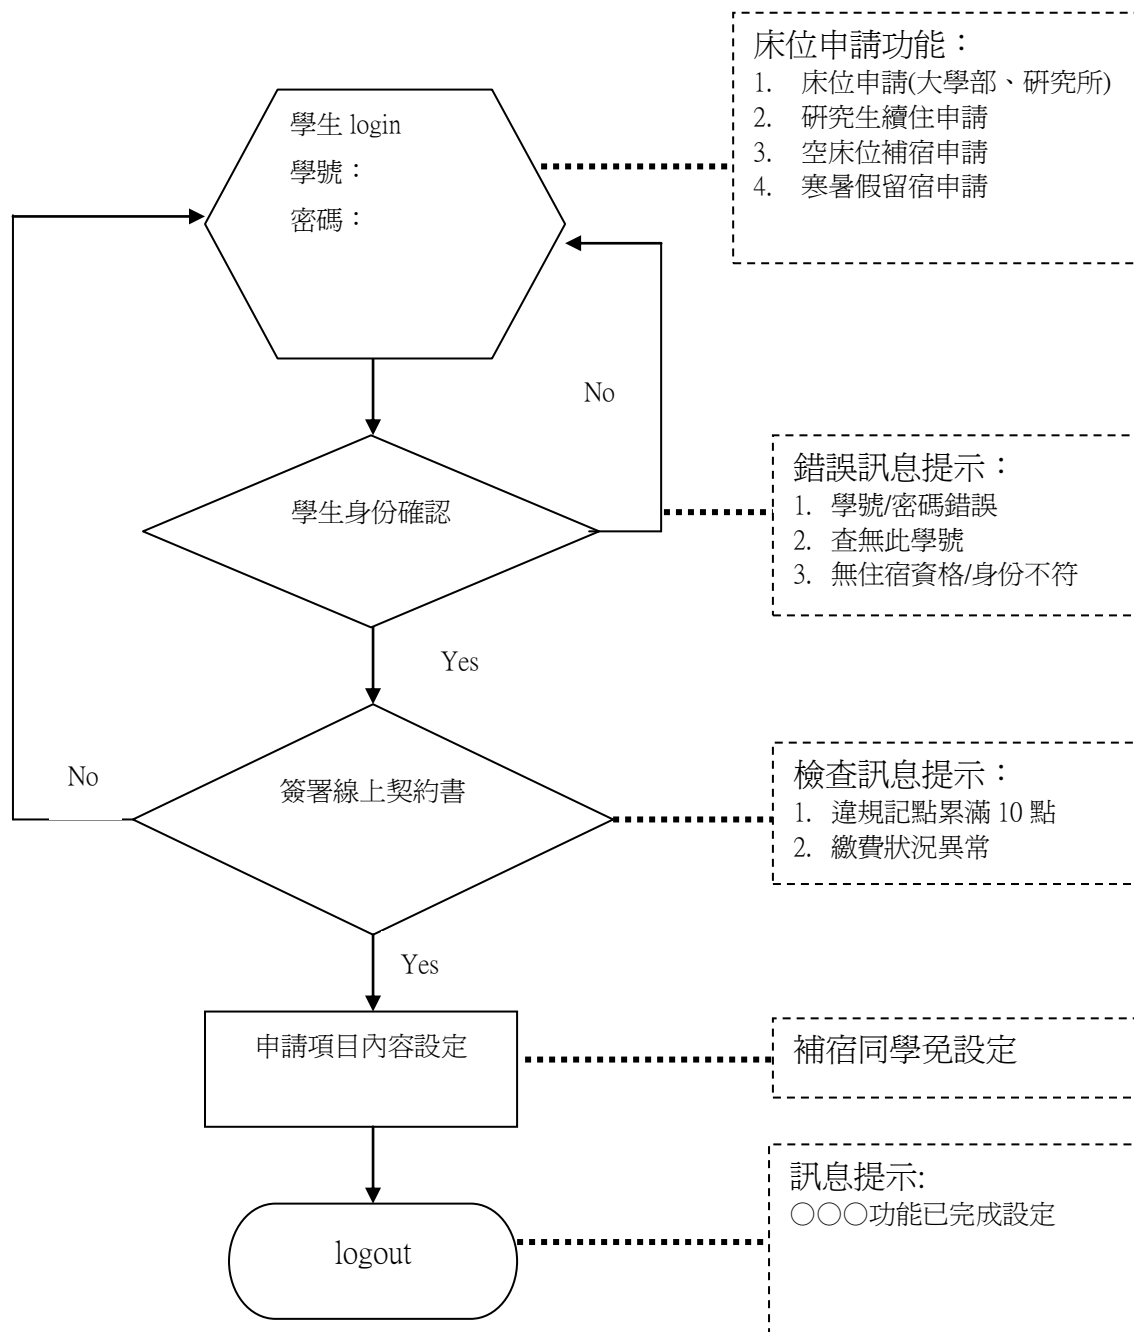 床位申請功能：
1. 床位申請(大學部、研究所)
2. 研究生續住申請
3. 空床位補宿申請
4. 寒暑假留宿申請
學生 login
學號：
密碼：
No
學生身份確認
錯誤訊息提示：
1. 學號/密碼錯誤
2. 查無此學號
3. 無住宿資格/身份不符
Yes
No
簽署線上契約書
檢查訊息提示：
1. 違規記點累滿 10 點
2. 繳費狀況異常
Yes
申請項目內容設定
補宿同學免設定
訊息提示:
○○○功能已完成設定
logout